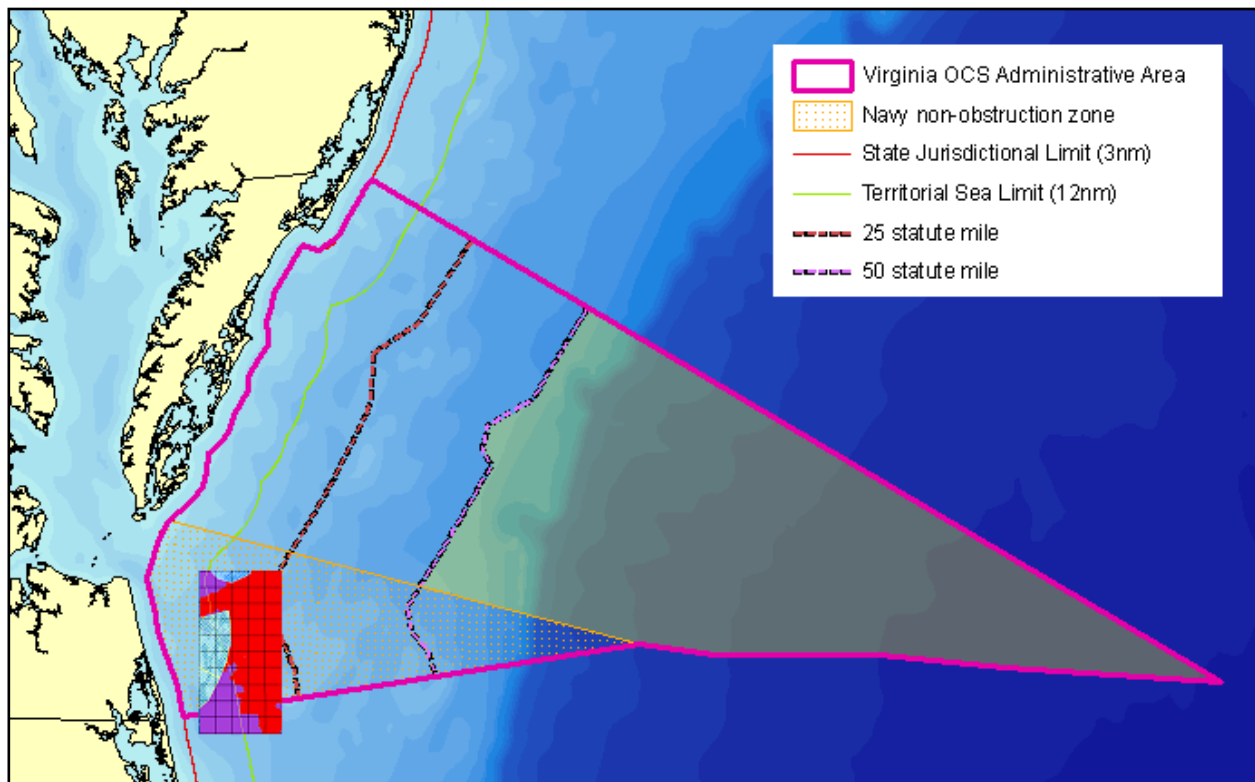 Virginia OCS Administrative Area
Navy non-obstruction zone
State Jurisdictional Limit (3nm)
Territorial Sea Limit (12nm)
25 statute mile
50 statute mile